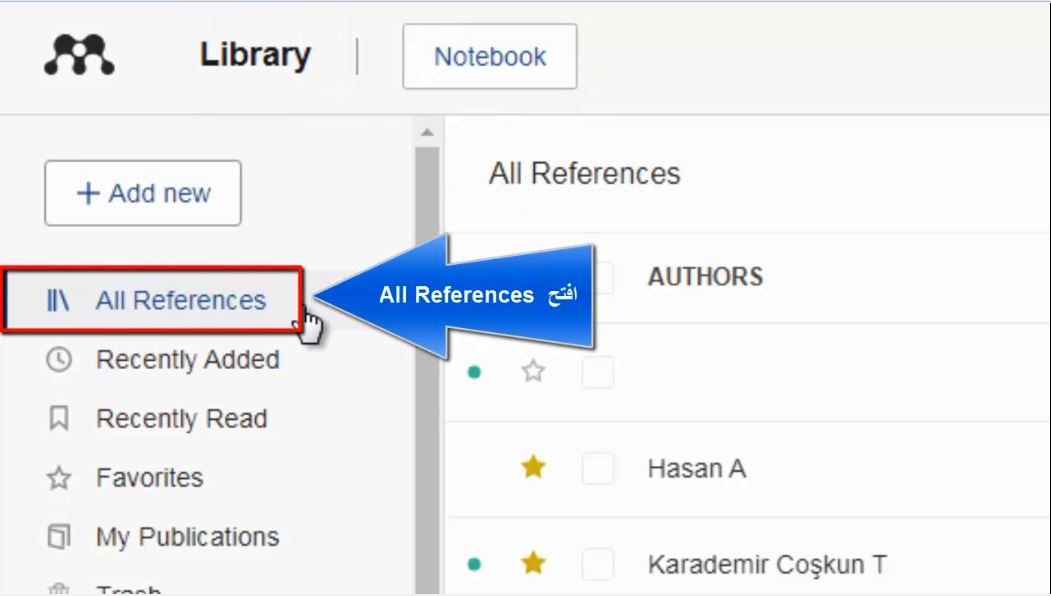 Library
Notebook
+ Add new
All References
Recently Added
Recently Read
Favorites
My Publications
Trash
All References
AUTHORS
افتح All References
Hasan A
Karademir Coşkun T